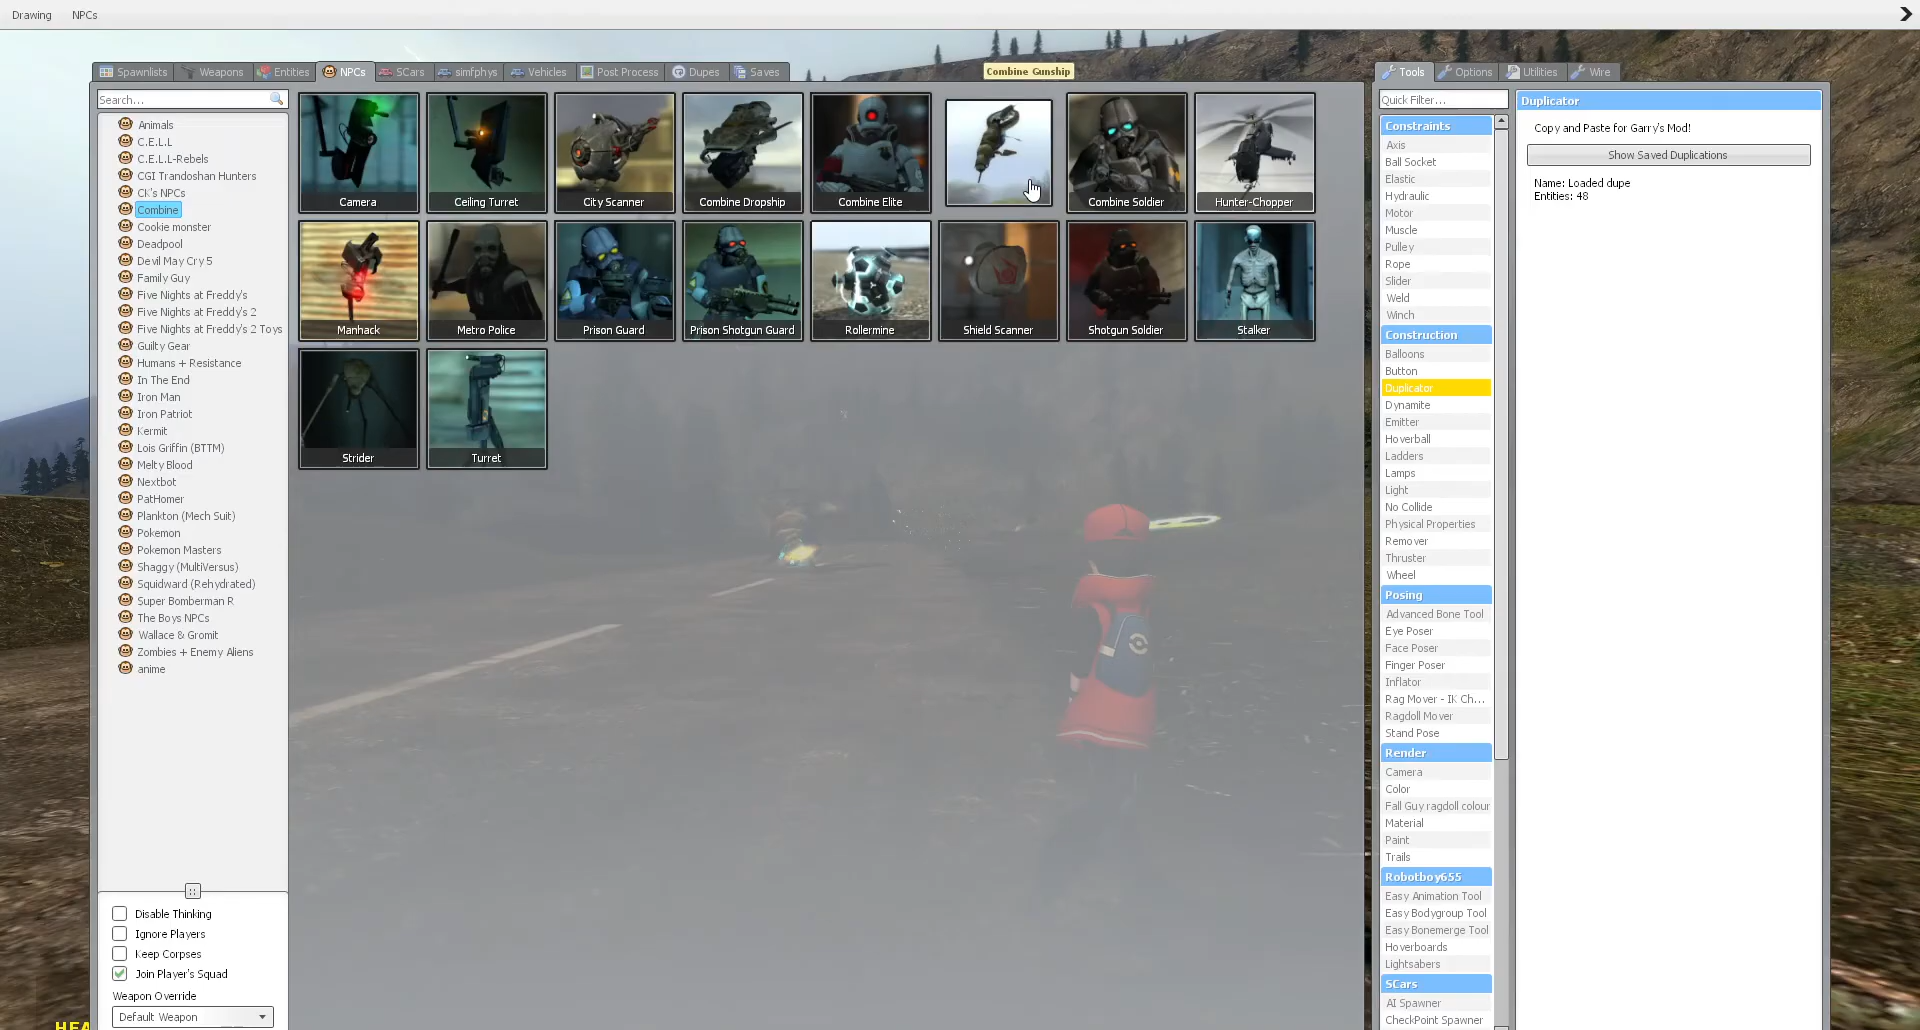 Drawing NPCs
Spawnlists Weapons Entities NPCs SCars simfphys Vehicles Post Process Dupes Saves
Combine Gunship
Tools Options Utilities Wire
Search...
Animals
C.E.L.L
C.E.L.L-Rebels
CGI Trandoshan Hunters
CK's NPCs
Combine
Cookie monster
Deadpool
Devil May Cry 5
Family Guy
Five Nights at Freddy's
Five Nights at Freddy's 2
Five Nights at Freddy's 2 Toys
Guilty Gear
Humans + Resistance
In The End
Iron Man
Iron Patriot
Kermit
Lois Griffin (BTTM)
Melty Blood
Nextbot
PatHomer
Plankton (Mech Suit)
Pokemon
Pokemon Masters
Shaggy (MultiVersus)
Squidward (Rehydrated)
Super Bomberman R
The Boys NPCs
Wallace & Gromit
Zombies + Enemy Aliens
anime
Disable Thinking
Ignore Players
Keep Corpses
Join Player's Squad
Weapon Override
Default Weapon
Camera Ceiling Turret City Scanner Combine Dropship Combine Elite Combine Soldier Hunter-Chopper
Manhack Metro Police Prison Guard Prison Shotgun Guard Rollermine Shield Scanner Shotgun Soldier Stalker
Strider Turret
Quick Filter...
Constraints
Axis
Ball Socket
Elastic
Hydraulic
Motor
Muscle
Pulley
Rope
Slider
Weld
Winch
Construction
Balloons
Button
Duplicator
Dynamite
Emitter
Hoverball
Ladders
Lamps
Light
No Collide
Physical Properties
Remover
Thruster
Wheel
Posing
Advanced Bone Tool
Eye Poser
Face Poser
Finger Poser
Inflator
Rag Mover - IK Ch...
Ragdoll Mover
Stand Pose
Render
Camera
Color
Fall Guy ragdoll colour
Material
Paint
Trails
Robotboy655
Easy Animation Tool
Easy Bodygroup Tool
Easy Bonemerge Tool
Hoverboards
Lightsabers
SCars
AI Spawner
CheckPoint Spawner
Duplicator
Copy and Paste for Garry's Mod!
Show Saved Duplications
Name: Loaded dupe
Entities: 48